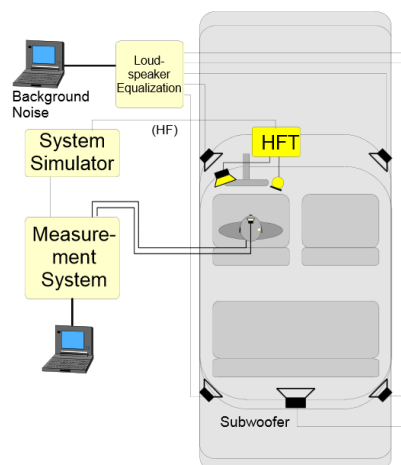 Loud-
speaker
Equalization
Background
Noise
(HF)
HFT
System
Simulator
Measure-
ment
System
Subwoofer